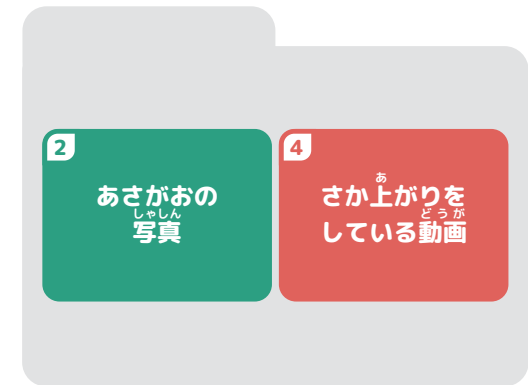 2
あさがおの
しゃしん
写真
4
あ
さか上がりを
どうが
している動画